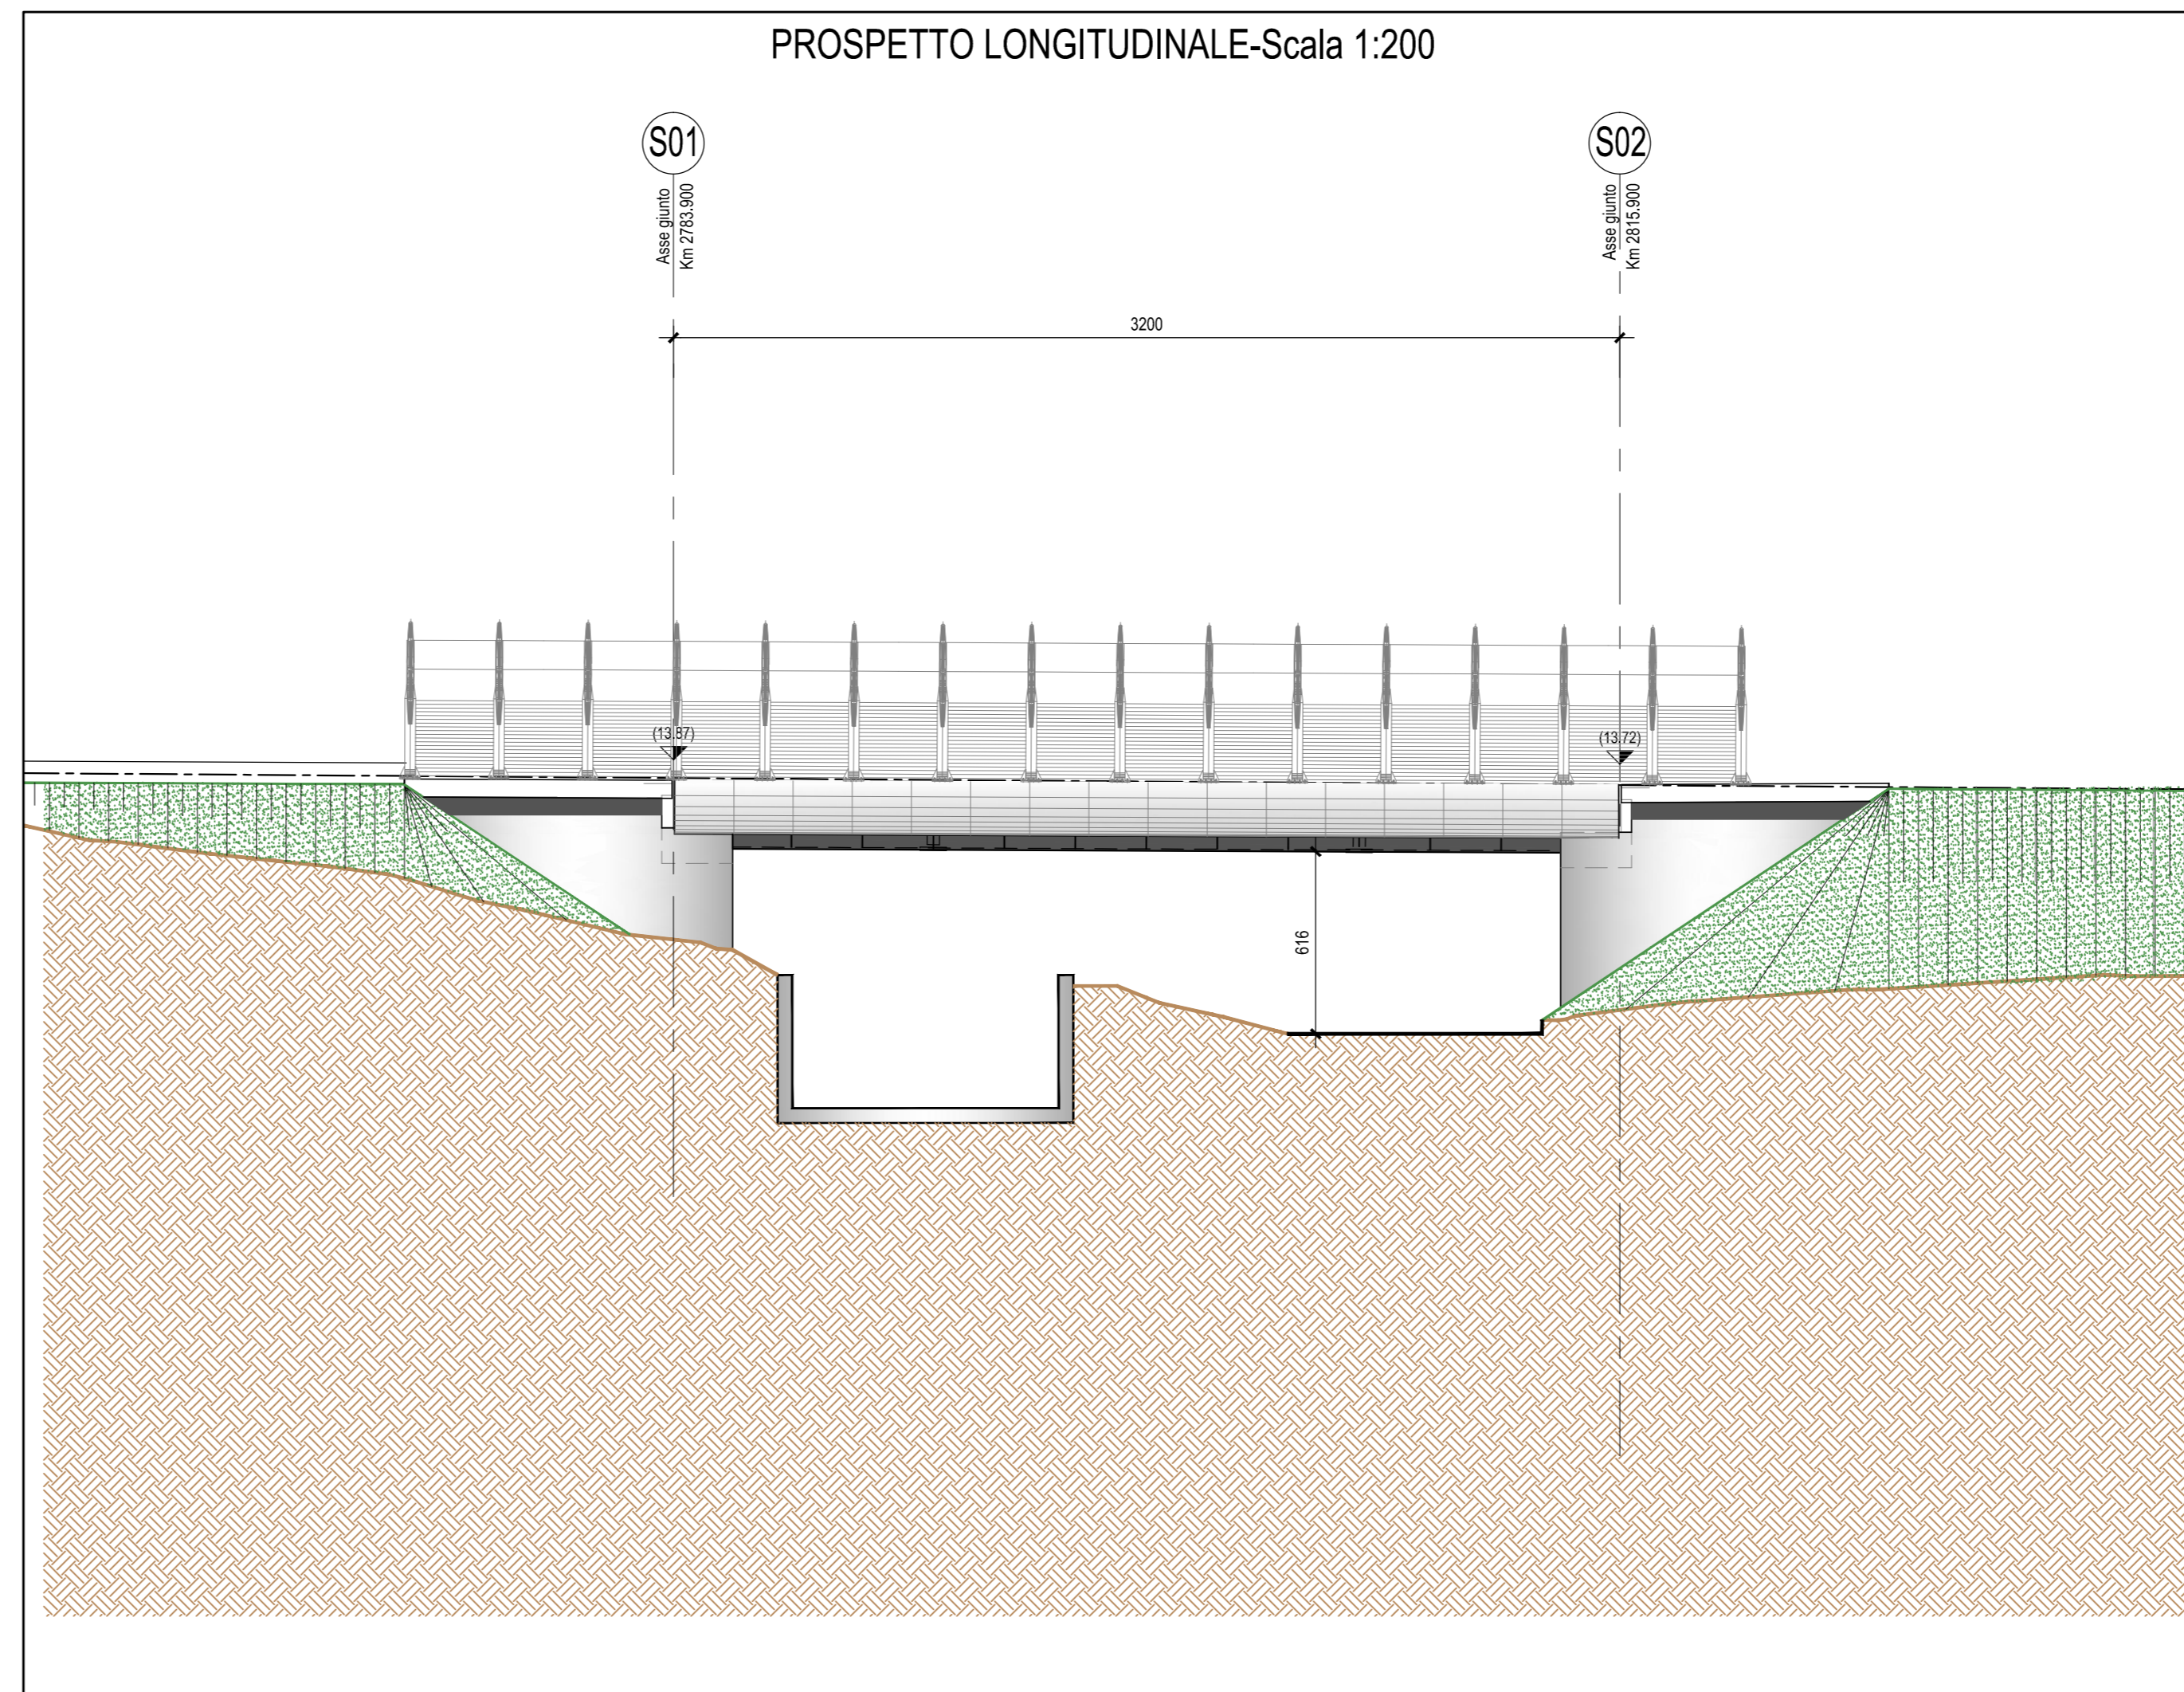 PROSPETTO LONGITUDINALE-Scala 1:200
S01
S02
Asse giunto
Km 2783.900
Asse giunto
Km 2815.900
3200
(13.87)
(13.72)
616